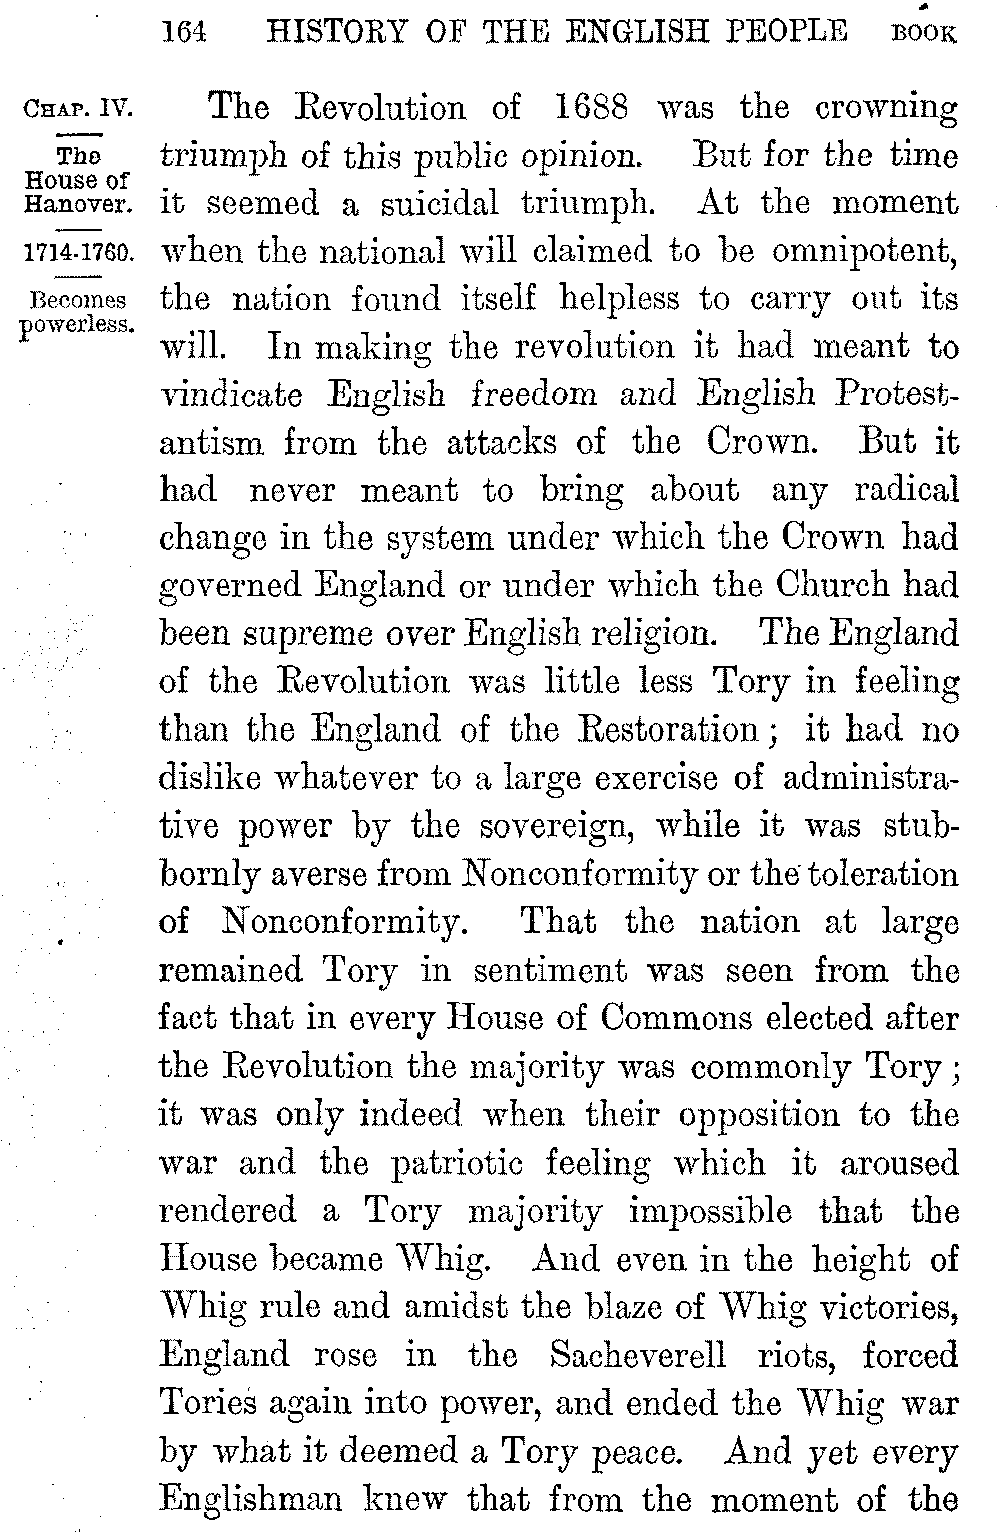 164 HISTORY OF THE ENGLISH PEOPLE BOOK
CHAP. IV.
The
House of
Hanover.
1714-1760.
Becomes
powerless.
The Revolution of 1688 was the crowning
triumph of this public opinion. But for the time
it seemed a suicidal triumph. At the moment
when the national will claimed to be omnipotent,
the nation found itself helpless to carry out its
will. In making the revolution it had meant to
vindicate English freedom and English Protest-
antism from the attacks of the Crown. But it
had never meant to bring about any radical
change in the system under which the Crown had
governed England or under which the Church had
been supreme over English religion. The England
of the Revolution was little less Tory in feeling
than the England of the Restoration; it had no
dislike whatever to a large exercise of administra-
tive power by the sovereign, while it was stub-
bornly averse from Nonconformity or the toleration
of Nonconformity. That the nation at large
remained Tory in sentiment was seen from the
fact that in every House of Commons elected after
the Revolution the majority was commonly Tory;
it was only indeed when their opposition to the
war and the patriotic feeling which it aroused
rendered a Tory majority impossible that the
House became Whig. And even in the height of
Whig rule and amidst the blaze of Whig victories,
England rose in the Sacheverell riots, forced
Tories again into power, and ended the Whig war
by what it deemed a Tory peace. And yet every
Englishman knew that from the moment of the